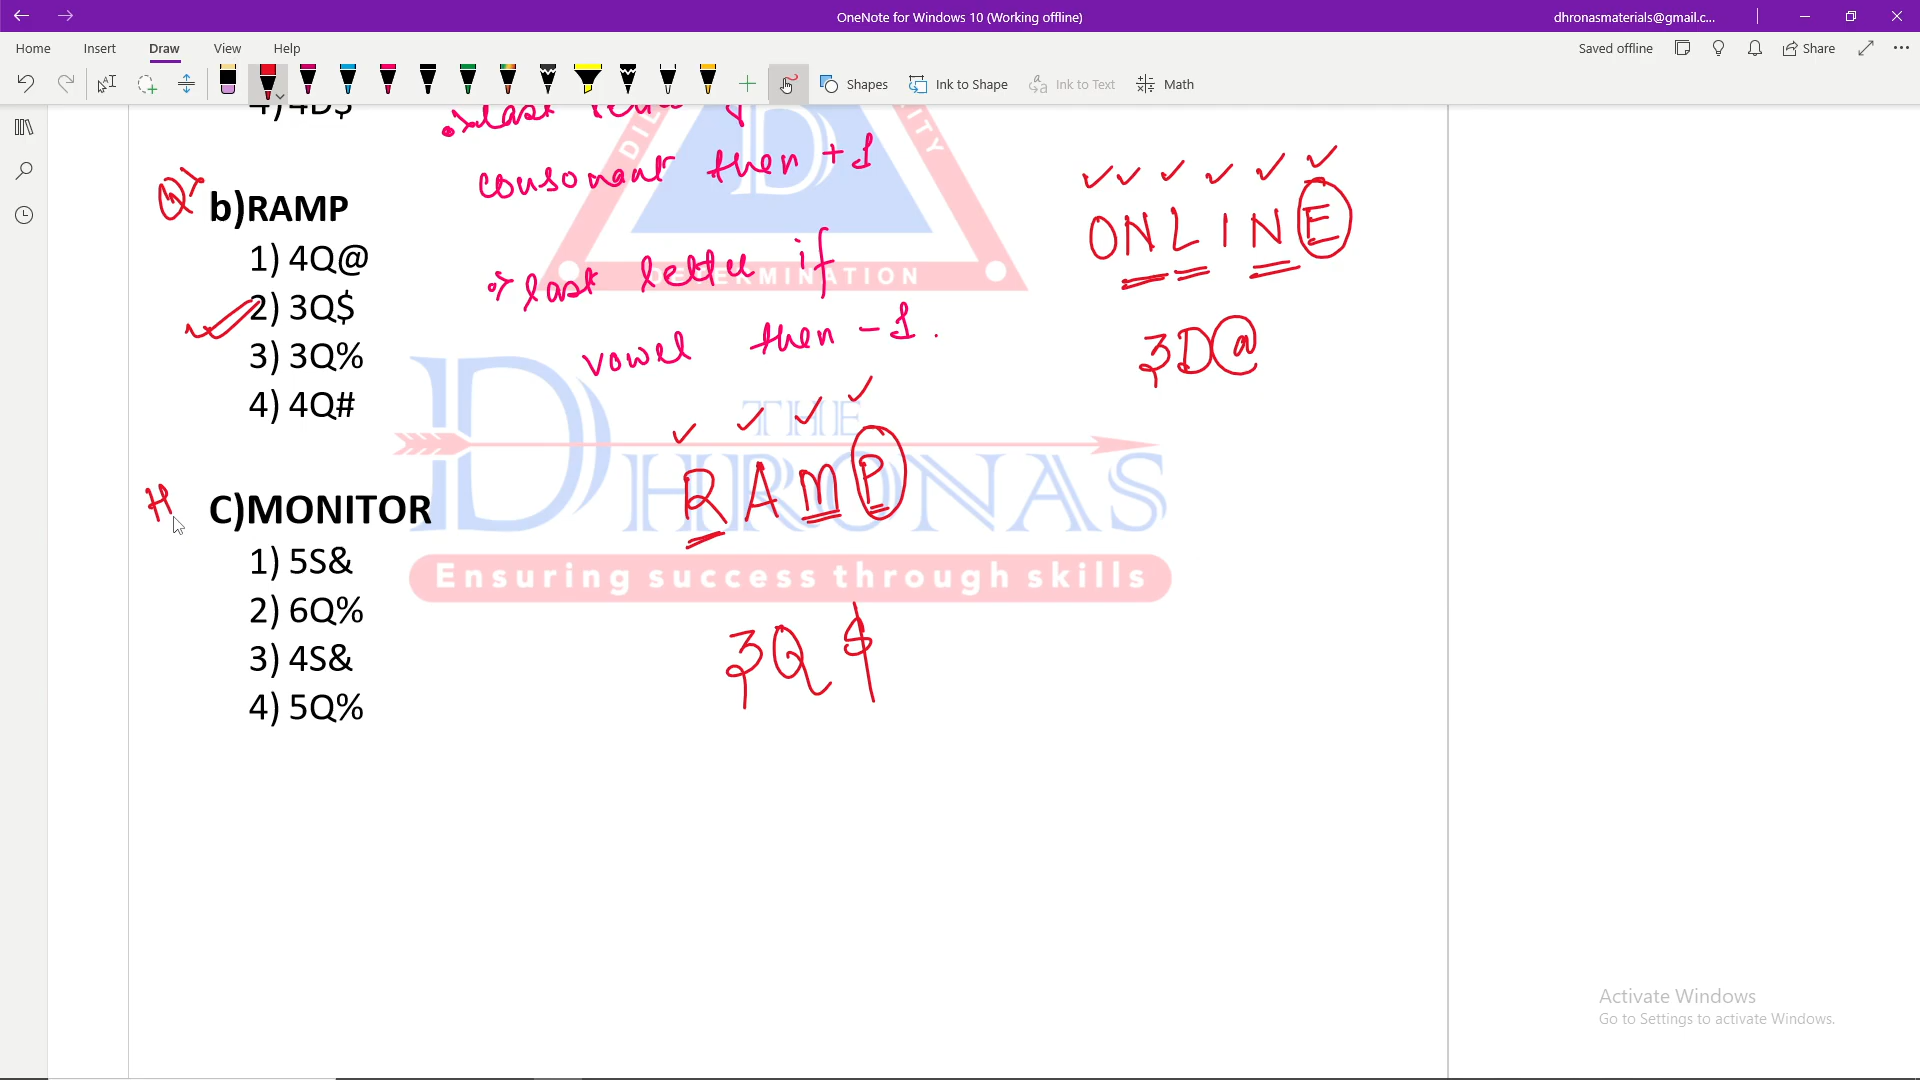 OneNote for Windows 10 (Working offline)
dhronasmaterials@gmail.c...
Home Insert Draw View Help
Saved offline
Share
Shapes
Ink to Shape
Ink to Text
Math
4) 4D$
last
consonant then +1
last letter if
vowel then -1.
Q>
b)RAMP
1) 4Q@
2) 3Q$
3) 3Q%
4) 4Q#
ONLINE
3D@
DETERMINATION
THE
DHRONAS
Ensuring success through skills
RAMP
3Q$
H
C)MONITOR
1) 5S&
2) 6Q%
3) 4S&
4) 5Q%
Activate Windows
Go to Settings to activate Windows.